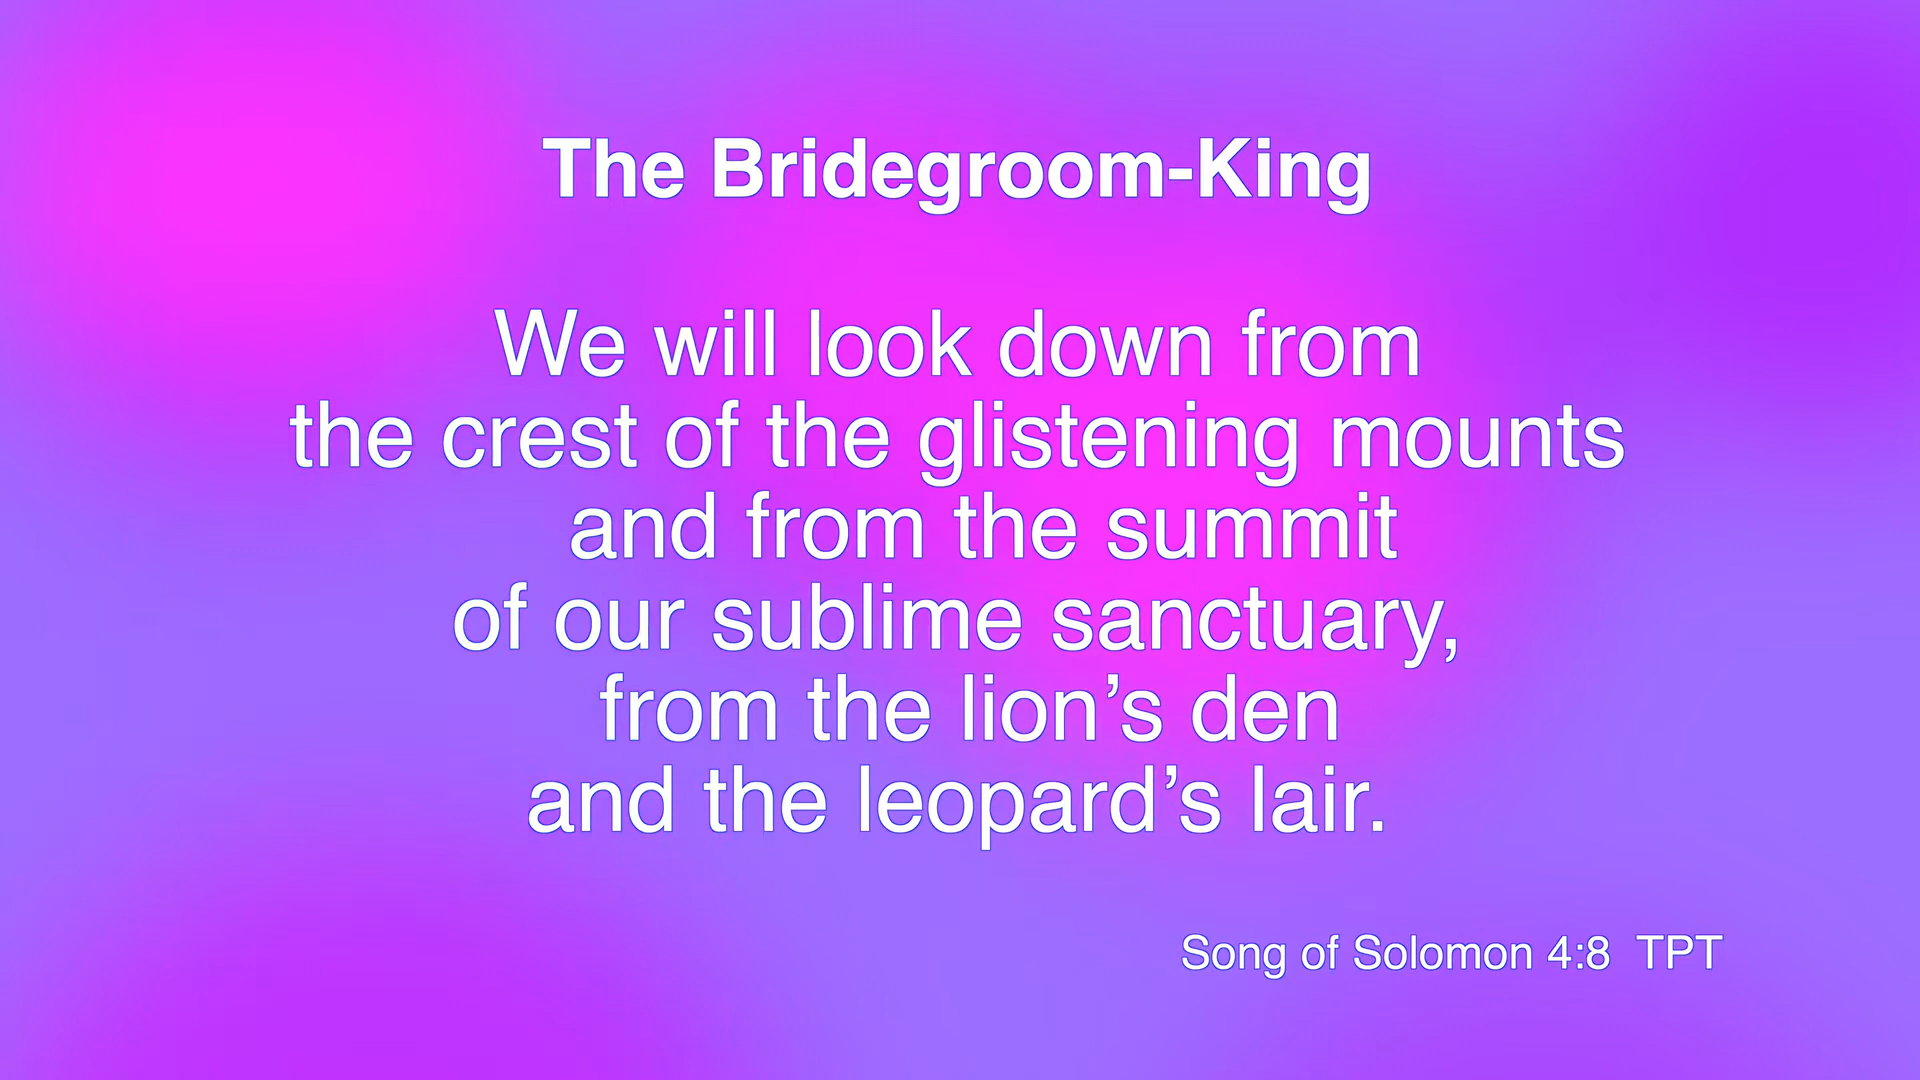 The Bridegroom-King
We will look down from
the crest of the glistening mounts
and from the summit
of our sublime sanctuary,
from the lion’s den
and the leopard’s lair.
Song of Solomon 4:8  TPT